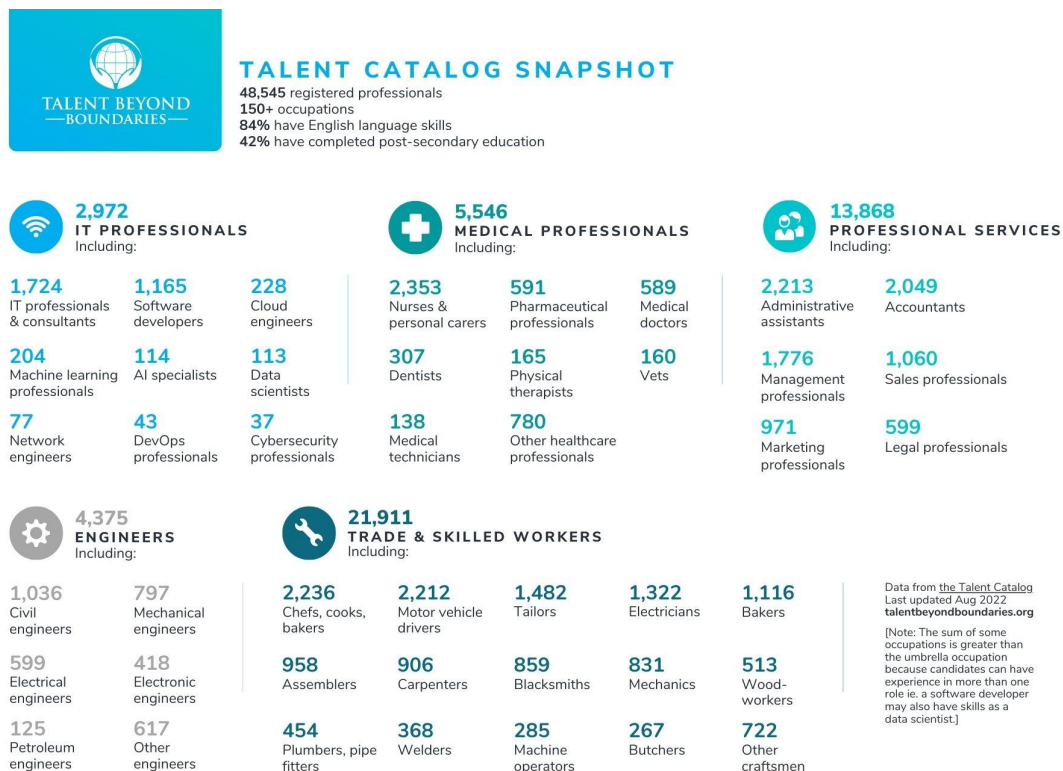 TALENT BEYOND
BOUNDARIES
TALENT CATALOG SNAPSHOT
48,545 registered professionals
150+ occupations
84% have English language skills
42% have completed post-secondary education
2,972
IT PROFESSIONALS
Including:
1,724
IT professionals
& consultants
1,165
Software
developers
228
Cloud
engineers
204
Machine learning
professionals
114
AI specialists
113
Data
scientists
77
Network
engineers
43
DevOps
professionals
37
Cybersecurity
professionals
5,546
MEDICAL PROFESSIONALS
Including:
2,353
Nurses &
personal carers
591
Pharmaceutical
professionals
589
Medical
doctors
307
Dentists
165
Physical
therapists
160
Vets
138
Medical
technicians
780
Other healthcare
professionals
13,868
PROFESSIONAL SERVICES
Including:
2,213
Administrative
assistants
2,049
Accountants
1,776
Management
professionals
1,060
Sales professionals
971
Marketing
professionals
599
Legal professionals
4,375
ENGINEERS
Including:
1,036
Civil
engineers
797
Mechanical
engineers
599
Electrical
engineers
418
Electronic
engineers
125
Petroleum
engineers
617
Other
engineers
21,911
TRADE & SKILLED WORKERS
Including:
2,236
Chefs, cooks,
bakers
2,212
Motor vehicle
drivers
1,482
Tailors
1,322
Electricians
1,116
Bakers
958
Assemblers
906
Carpenters
859
Blacksmiths
831
Mechanics
513
Wood-
workers
454
Plumbers, pipe
fitters
368
Welders
285
Machine
operators
267
Butchers
722
Other
craftsmen
Data from the Talent Catalog
Last updated Aug 2022
talentbeyondboundaries.org
[Note: The sum of some
occupations is greater than
the umbrella occupation
because candidates can have
experience in more than one
role ie. a software developer
may also have skills as a
data scientist.]